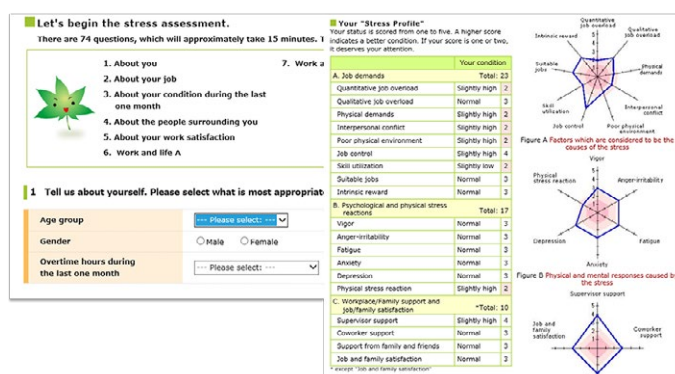 Let's begin the stress assessment.
There are 74 questions, which will approximately take 15 minutes.
1. About you
2. About your job
3. About your condition during the last
one month
4. About the people surrounding you
5. About your work satisfaction
6. Work and life A
7. Work a
1 Tell us about yourself. Please select what is most appropriat
Age group
--- Please select: ---
Gender
Male
Female
Overtime hours during
the last one month
--- Please select: ---
Your "Stress Profile"
Your status is scored from one to five. A higher score
indicates a better condition. If your score is one or two,
it deserves your attention.
Your condition
A. Job demands Total: 23
Quantitative job overload Slightly high 2
Qualitative job overload Normal 3
Physical demands Slightly high 2
Interpersonal conflict Slightly high 2
Poor physical environment Slightly high 2
Job control Slightly high 4
Skill utilization Slightly low 2
Suitable jobs Normal 3
Intrinsic reward Normal 3
B. Psychological and physical stress
reactions Total: 17
Vigor Normal 3
Anger-irritability Normal 3
Fatigue Normal 3
Anxiety Normal 3
Depression Normal 3
Physical stress reaction Slightly high 2
C. Workplace/Family support and
job/family satisfaction *Total: 10
Supervisor support Slightly high 4
Coworker support Normal 3
Support from family and friends Normal 3
Job and family satisfaction Normal 3
* except "Job and family satisfaction"
Quantitative
job overload
Qualitative
job overload
Physical
demands
Interpersonal
conflict
Poor physical
environment
Job control
Skill
utilization
Suitable
jobs
Intrinsic reward
Figure A Factors which are considered to be the
causes of the stress
Vigor
Anger-irritability
Fatigue
Anxiety
Depression
Physical
stress reaction
Figure B Physical and mental responses caused b
the stress
Supervisor support
Coworker
support
Job and
family
satisfaction